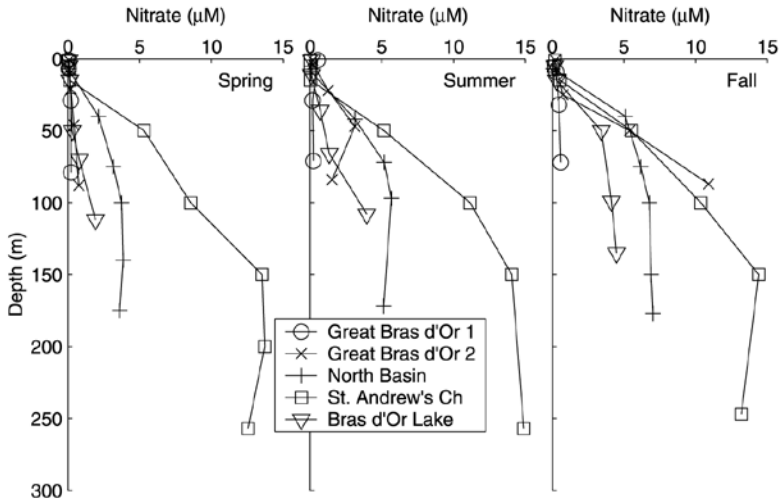 Nitrate (μM) Nitrate (μM) Nitrate (μM)
0 5 10 15 0 5 10 15 0 5 10 15
0
50
100
150
200
250
300
Depth (m)
Spring
Summer
Fall
Great Bras d'Or 1
Great Bras d'Or 2
North Basin
St. Andrew's Ch
Bras d'Or Lake